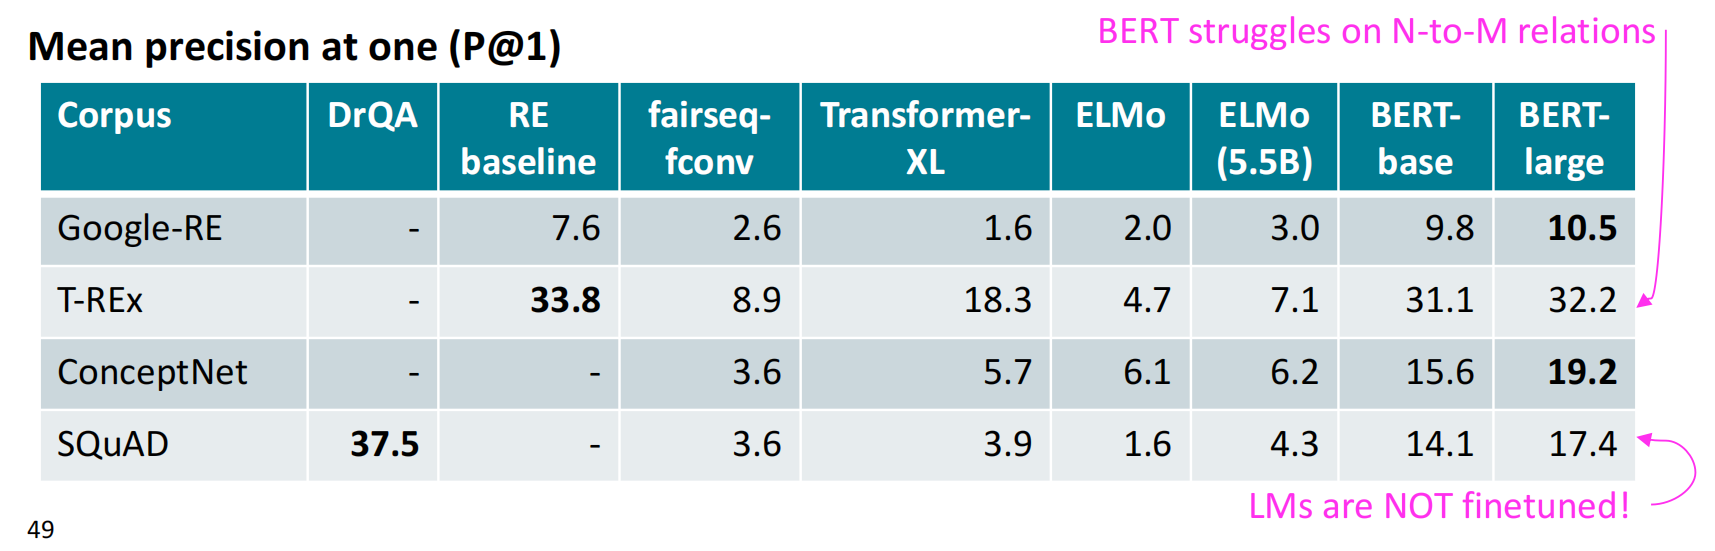 BERT struggles on N-to-M relations
Mean precision at one (P@1)
Corpus DrQA RE baseline fairseq-fconv Transformer-XL ELMo ELMo (5.5B) BERT-base BERT-large
Google-RE - 7.6 2.6 1.6 2.0 3.0 9.8 10.5
T-REx - 33.8 8.9 18.3 4.7 7.1 31.1 32.2
ConceptNet - - 3.6 5.7 6.1 6.2 15.6 19.2
SQuAD 37.5 - 3.6 3.9 1.6 4.3 14.1 17.4
LMs are NOT finetuned!
49